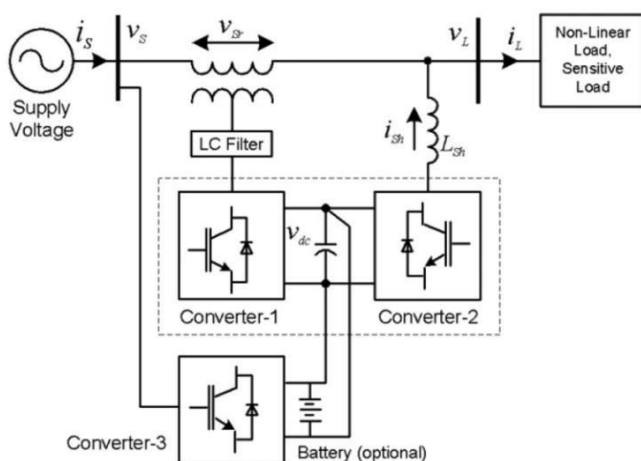 i_S
v_S
v_Sr
v_L
i_L
Non-Linear
Load,
Sensitive
Load
Supply
Voltage
LC Filter
i_Sh
L_Sh
v_dc
Converter-1
Converter-2
Converter-3
Battery (optional)